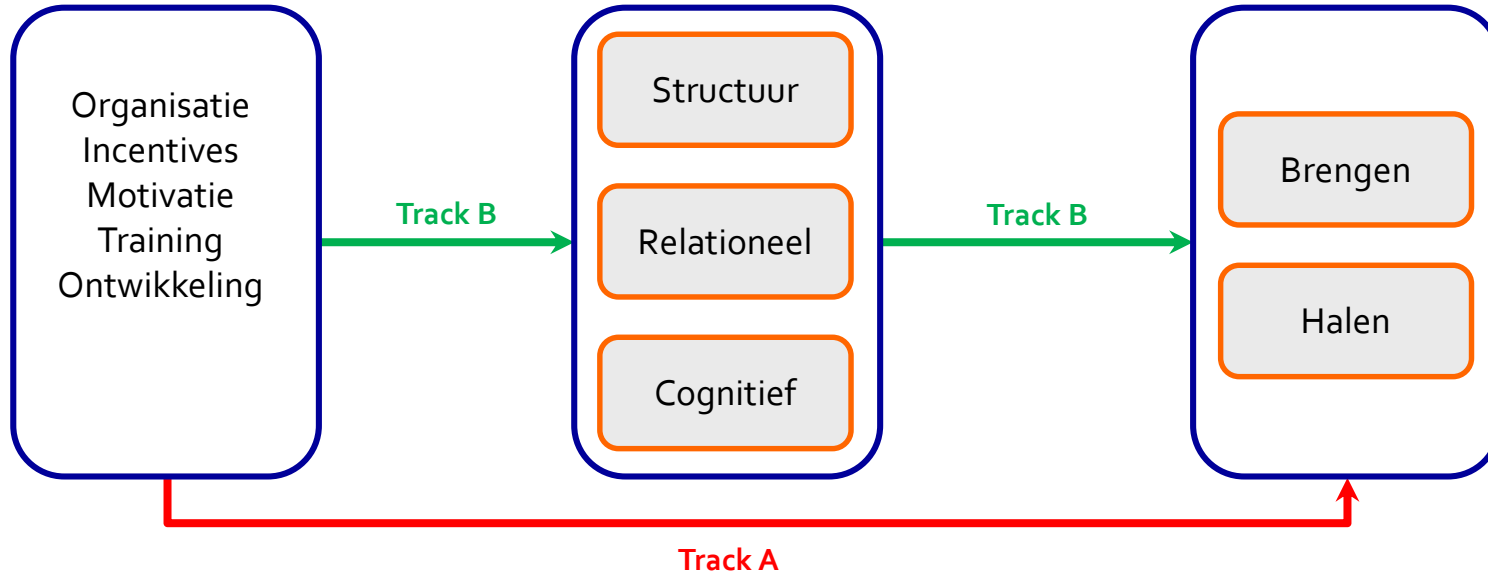 Organisatie
Incentives
Motivatie
Training
Ontwikkeling
Track B
Structuur
Relationeel
Cognitief
Track B
Brengen
Halen
Track A